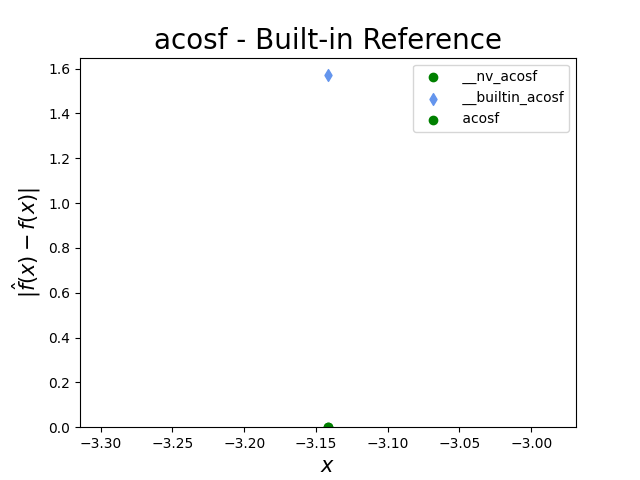 acosf - Built-in Reference
1.6
1.4
1.2
1.0
0.8
0.6
0.4
0.2
0.0
|f̂(x) − f(x)|
__nv_acosf
__builtin_acosf
acosf
−3.30 −3.25 −3.20 −3.15 −3.10 −3.05 −3.00
x